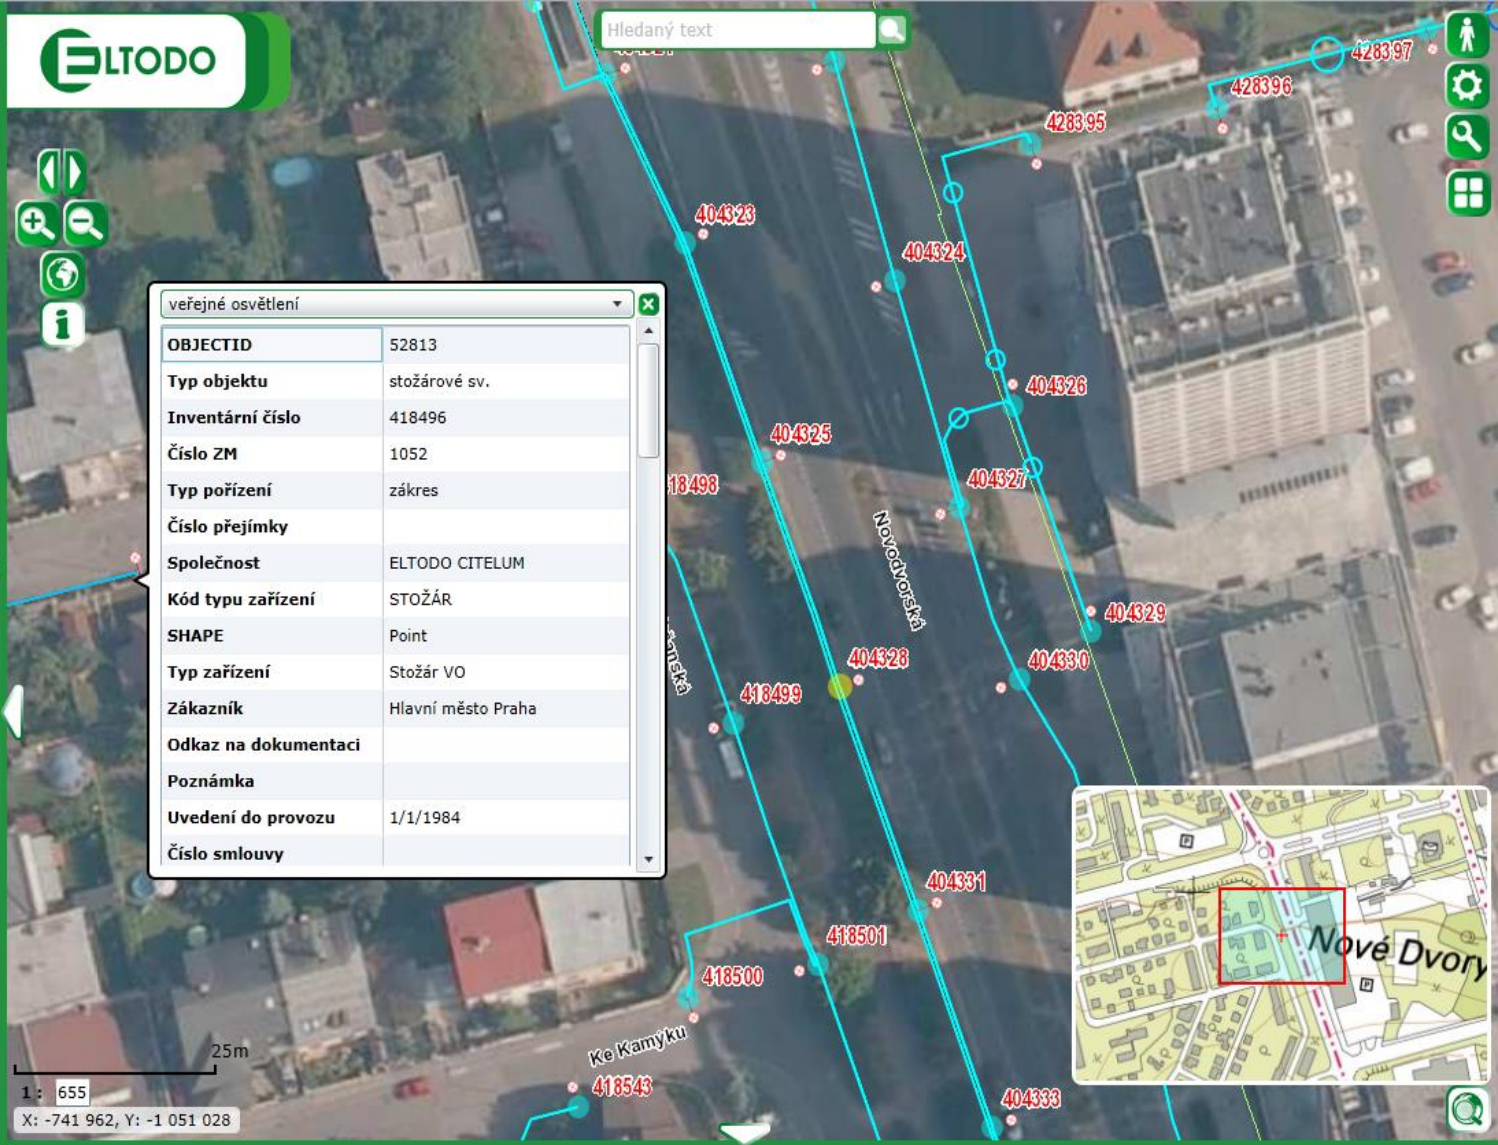 ELTODO
Hledaný text
428397
428396
428395
404323
404324
veřejné osvětlení
OBJECTID 52813
Typ objektu stožárové sv.
Inventární číslo 418496
Číslo ZM 1052
Typ pořízení zákres
Číslo přejímky
Společnost ELTODO CITELUM
Kód typu zařízení STOŽÁR
SHAPE Point
Typ zařízení Stožár VO
Zákazník Hlavní město Praha
Odkaz na dokumentaci
Poznámka
Uvedení do provozu 1/1/1984
Číslo smlouvy
404326
404325
404327
18498
Novodvorská
404329
404328
404330
418499
404331
418501
418500
Nové Dvory
Ke Kamýku
25m
418543
1 : 655
404333
X: -741 962, Y: -1 051 028